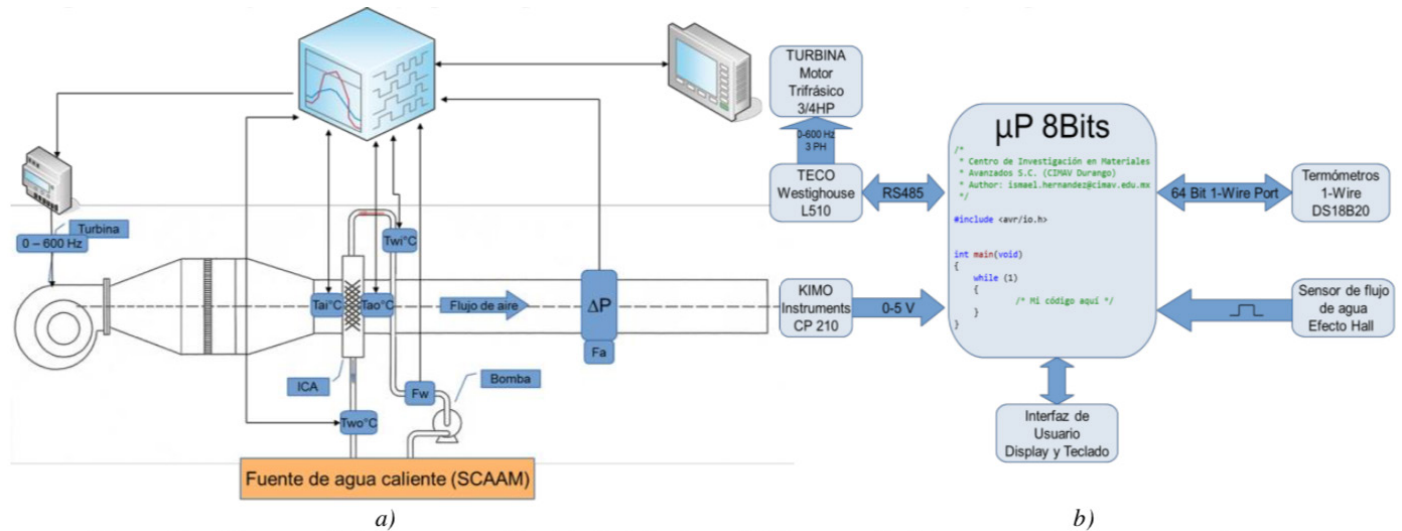 Turbina
0 – 600 Hz
Twi°C
Tai°C
Tao°C
Flujo de aire
ΔP
Fa
ICA
Fw
Bomba
Two°C
Fuente de agua caliente (SCAAM)
a)
TURBINA
Motor
Trifrásico
3/4HP
0-600 Hz
3 PH
TECO
Westighouse
L510
RS485
KIMO
Instruments
CP 210
0-5 V
µP 8Bits
/*
* Centro de Investigación en Materiales
* Avanzados S.C. (CIMAV Durango)
* Author: ismael.hernandez@cimav.edu.mx
*/
#include <avr/io.h>
int main(void)
{
while (1)
{
/* Mi código aquí */
}
}
64 Bit 1-Wire Port
Termómetros
1-Wire
DS18B20
Sensor de flujo
de agua
Efecto Hall
Interfaz de
Usuario
Display y Teclado
b)